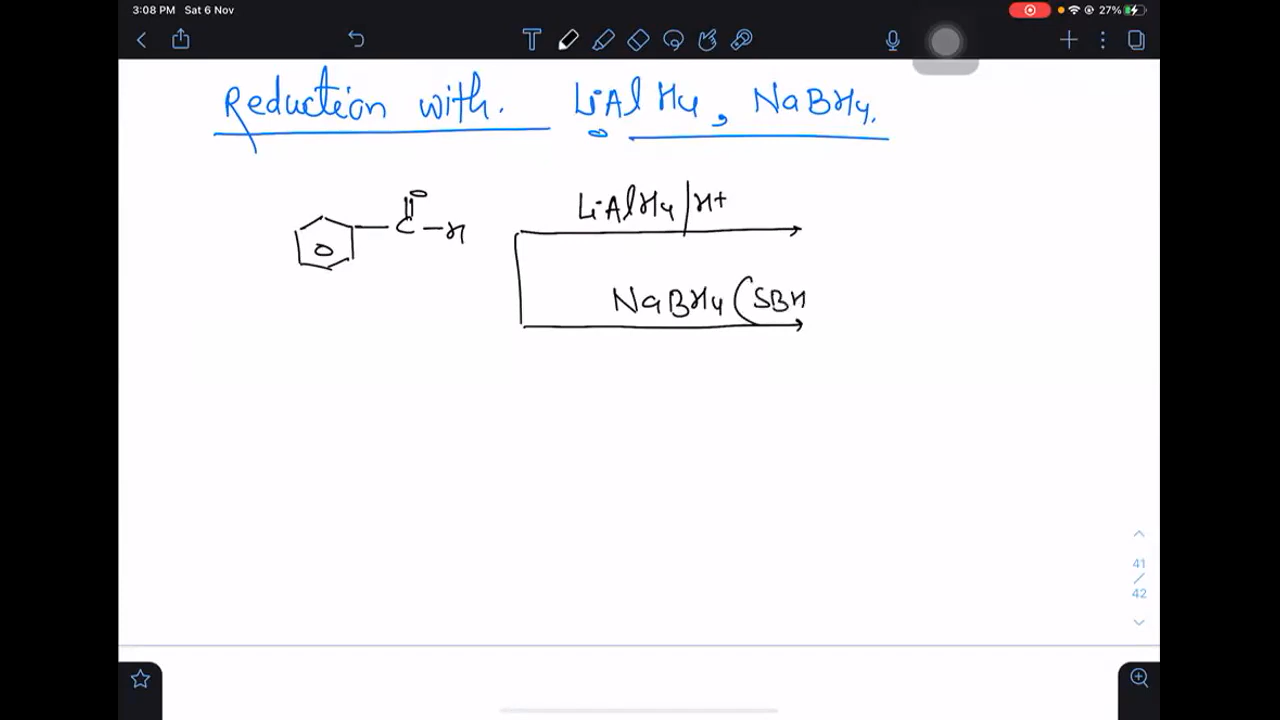 3:08 PM Sat 6 Nov
27%
T
Reduction with. LiAlH4, NaBH4.
O
C-H
LiAlH4/H+
NaBH4 (SBH
41
/
42